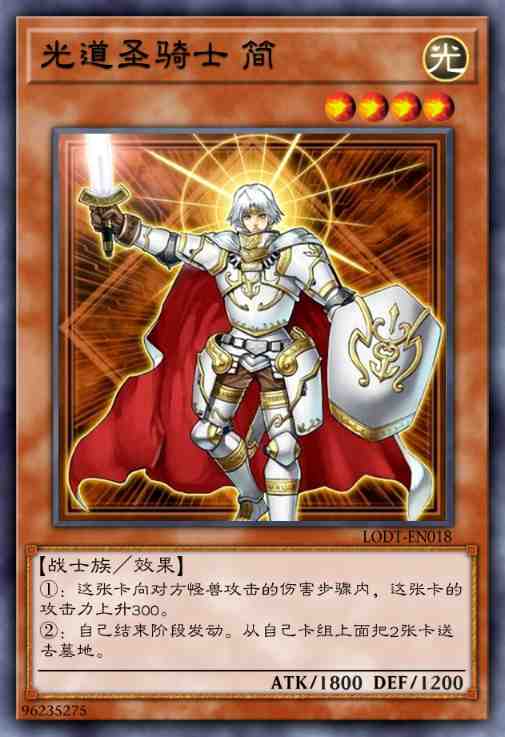 光道圣骑士 简
光
LODT-EN018
【战士族／效果】
①：这张卡向对方怪兽攻击的伤害步骤内，这张卡的
攻击力上升300。
②：自己结束阶段发动。从自己卡组上面把2张卡送
去墓地。
ATK/1800 DEF/1200
96235275